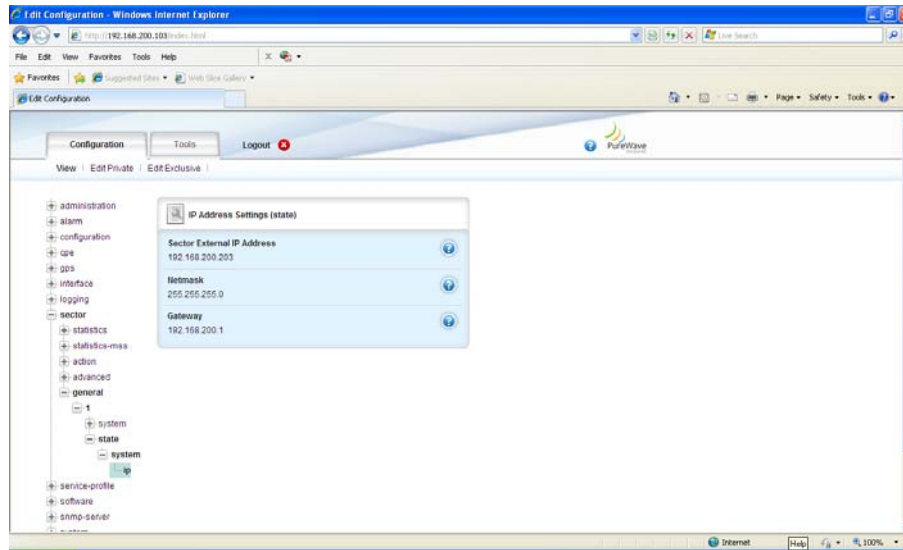 Edit Configuration - Windows Internet Explorer
http://192.168.200.103/index.html
Live Search
File Edit View Favorites Tools Help
Favorites Suggested Sites Web Slice Gallery
Edit Configuration
Page Safety Tools
Configuration Tools Logout
PureWave
View Edit Private Edit Exclusive
administration
alarm
configuration
cpe
gps
interface
logging
sector
statistics
statistics-mss
action
advanced
general
1
system
state
system
ip
service-profile
software
snmp-server
IP Address Settings (state)
Sector External IP Address
192.168.200.203
Netmask
255.255.255.0
Gateway
192.168.200.1
Internet
Help
100%